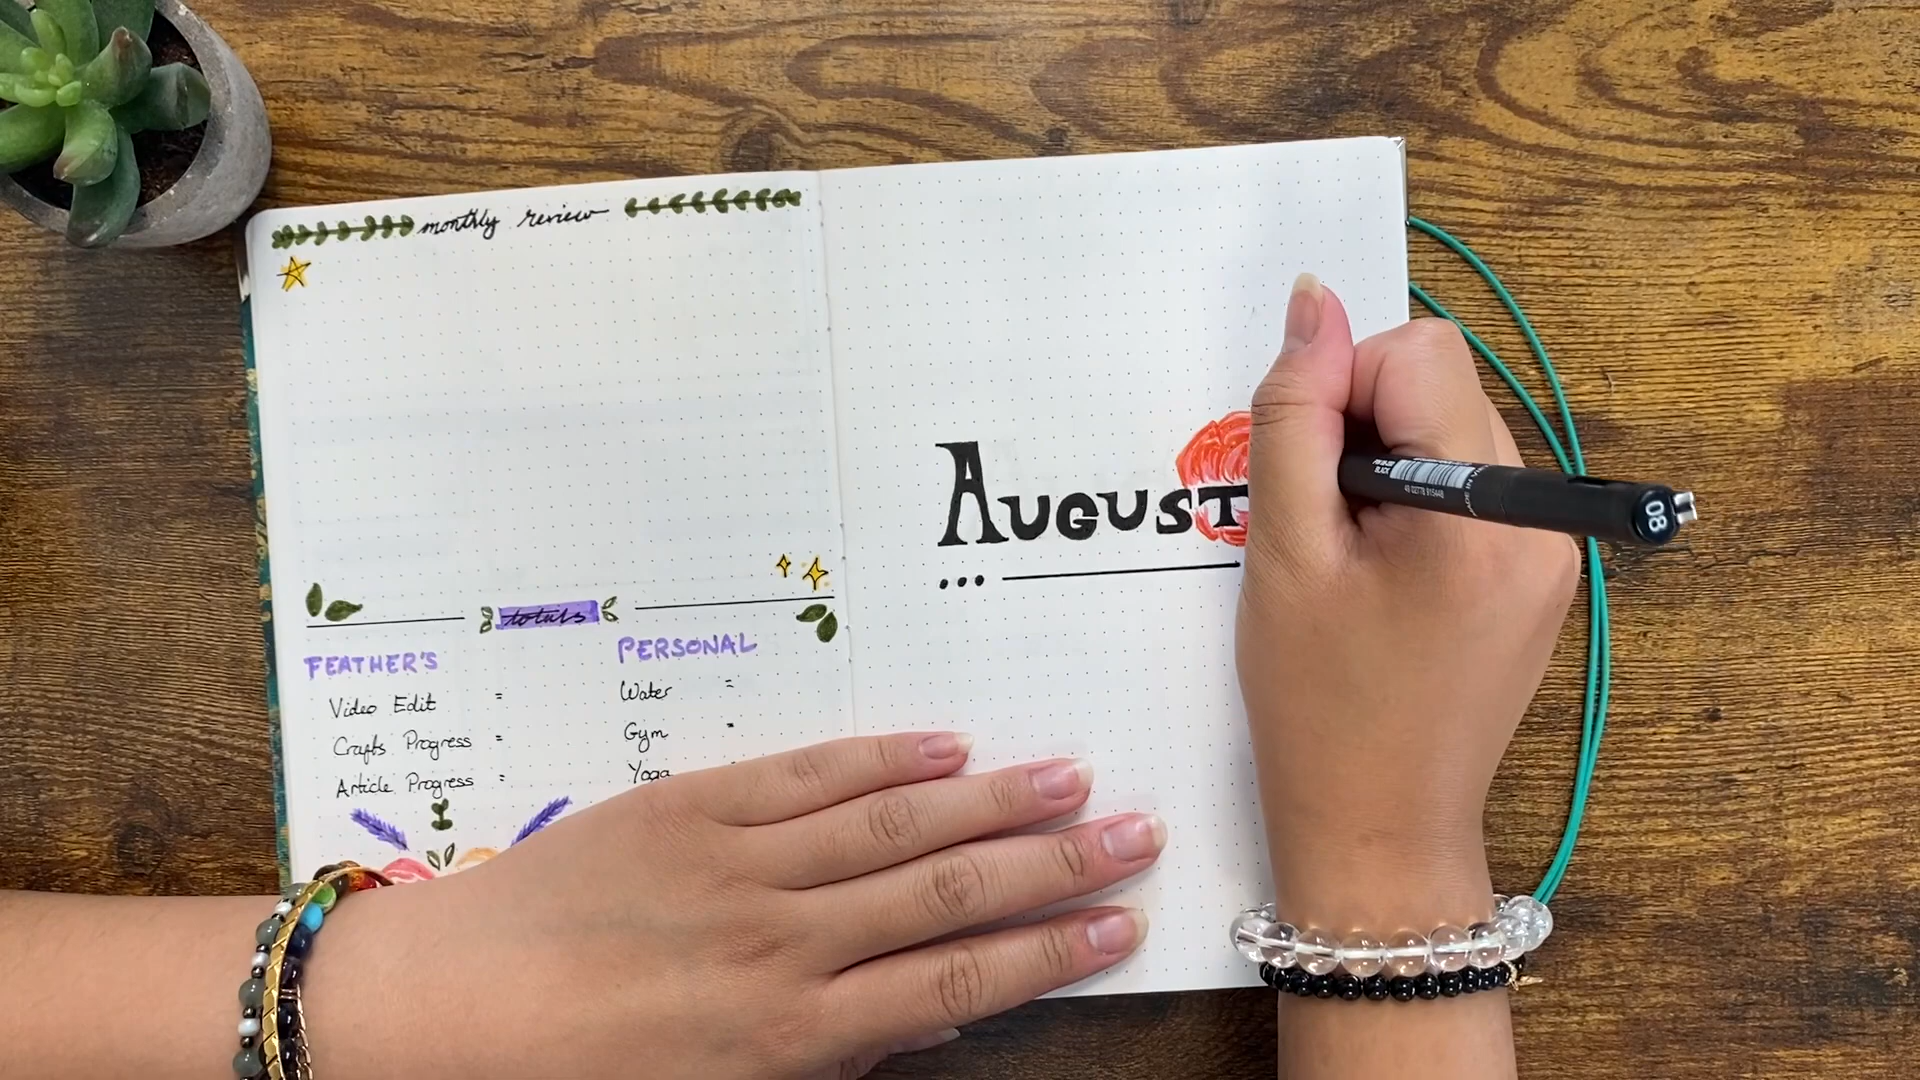 monthly review
totals
FEATHER'S
Video Edit =
Crafts Progress =
Article Progress =
PERSONAL
Water =
Gym =
Yoga
AUGUST
08